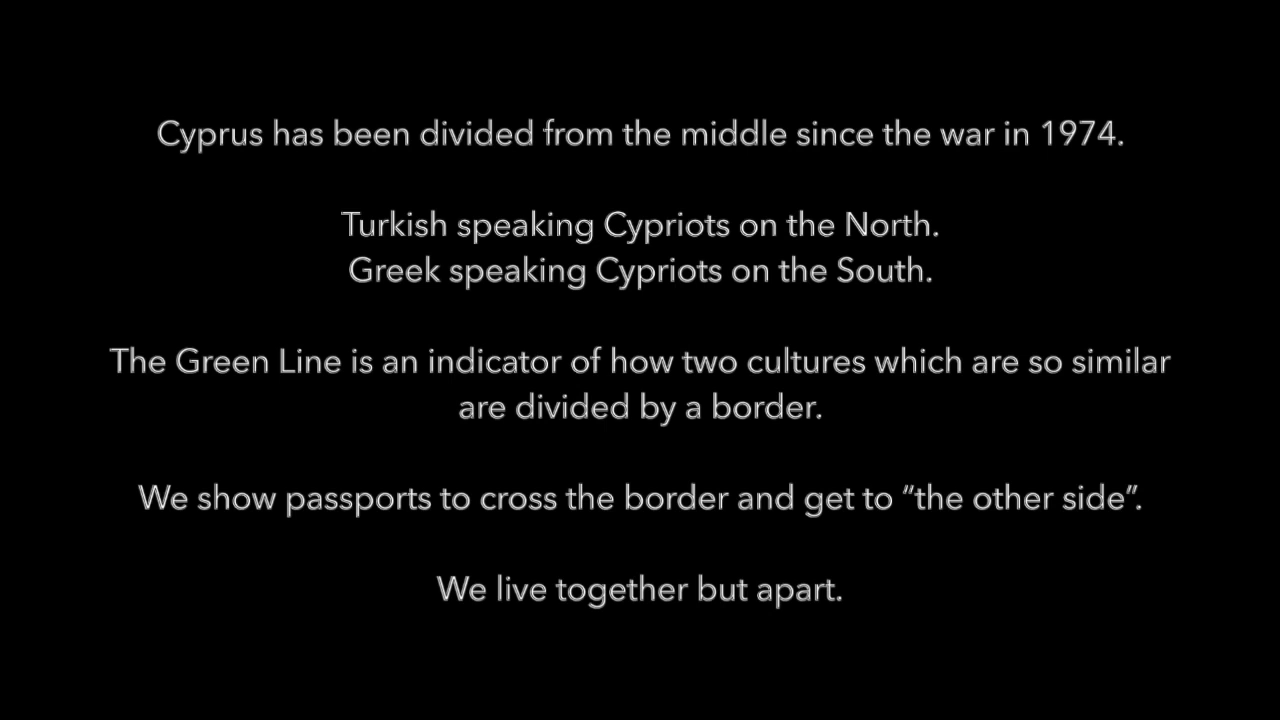 Cyprus has been divided from the middle since the war in 1974.
Turkish speaking Cypriots on the North.
Greek speaking Cypriots on the South.
The Green Line is an indicator of how two cultures which are so similar
are divided by a border.
We show passports to cross the border and get to “the other side”.
We live together but apart.